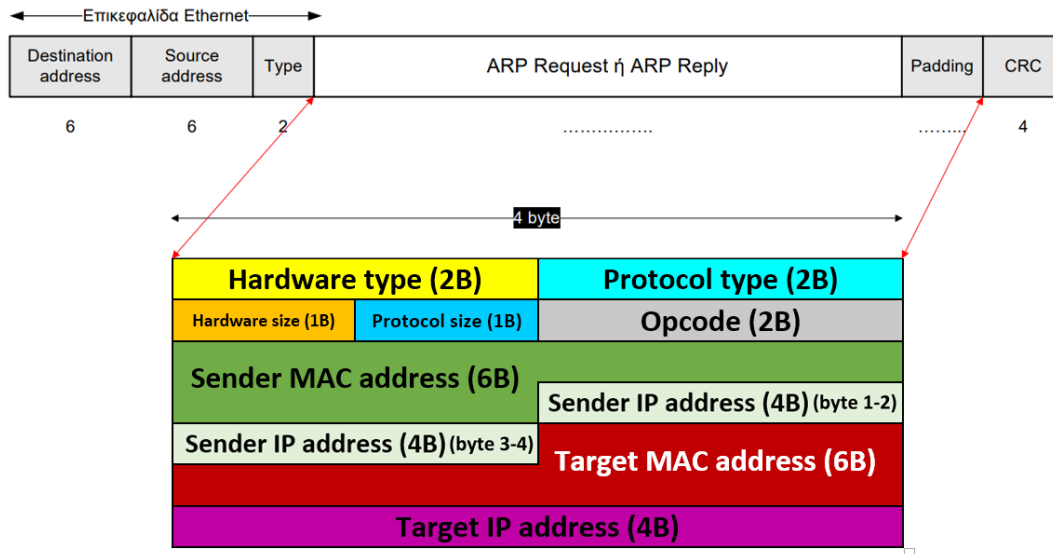 Επικεφαλίδα Ethernet
Destination address
Source address
Type
ARP Request ή ARP Reply
Padding
CRC
6
6
2
................
.........
4
4 byte
Hardware type (2B)
Protocol type (2B)
Hardware size (1B)
Protocol size (1B)
Opcode (2B)
Sender MAC address (6B)
Sender IP address (4B) (byte 1-2)
Sender IP address (4B) (byte 3-4)
Target MAC address (6B)
Target IP address (4B)